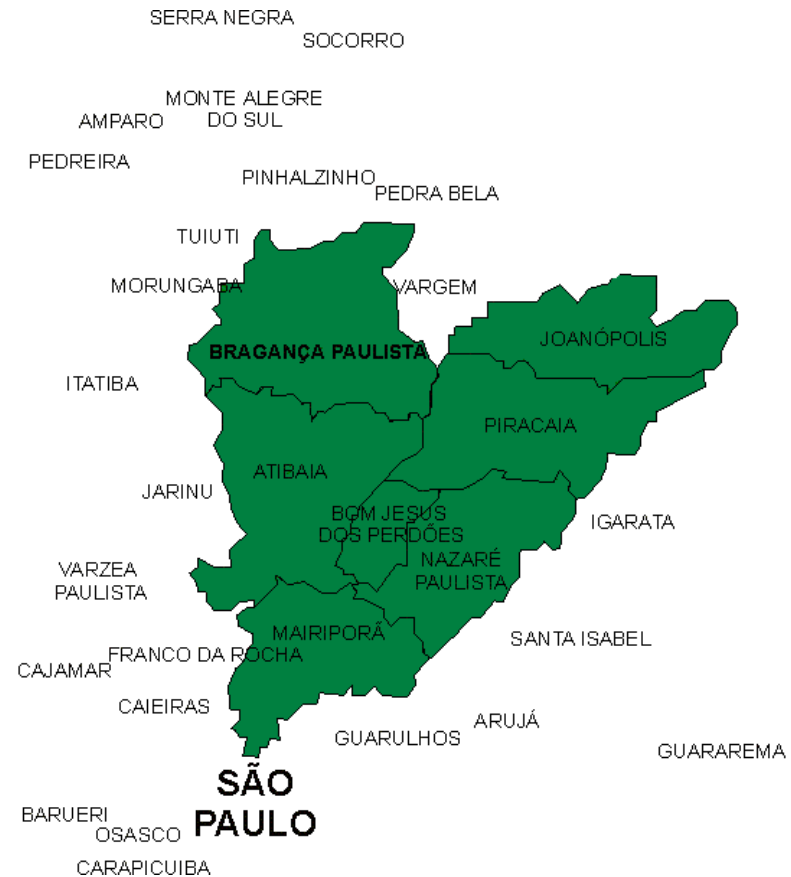 SERRA NEGRA
SOCORRO
MONTE ALEGRE
DO SUL
AMPARO
PEDREIRA
PINHALZINHO
PEDRA BELA
TUIUTI
MORUNGABA
VARGEM
JOANÓPOLIS
BRAGANÇA PAULISTA
ITATIBA
PIRACAIA
ATIBAIA
JARINU
BOM JESUS
DOS PERDÕES
IGARATA
NAZARÉ
PAULISTA
VARZEA
PAULISTA
MAIRIPORÃ
SANTA ISABEL
FRANCO DA ROCHA
CAJAMAR
CAIEIRAS
ARUJÁ
GUARULHOS
GUARAREMA
SÃO
PAULO
BARUERI
OSASCO
CARAPICUIBA